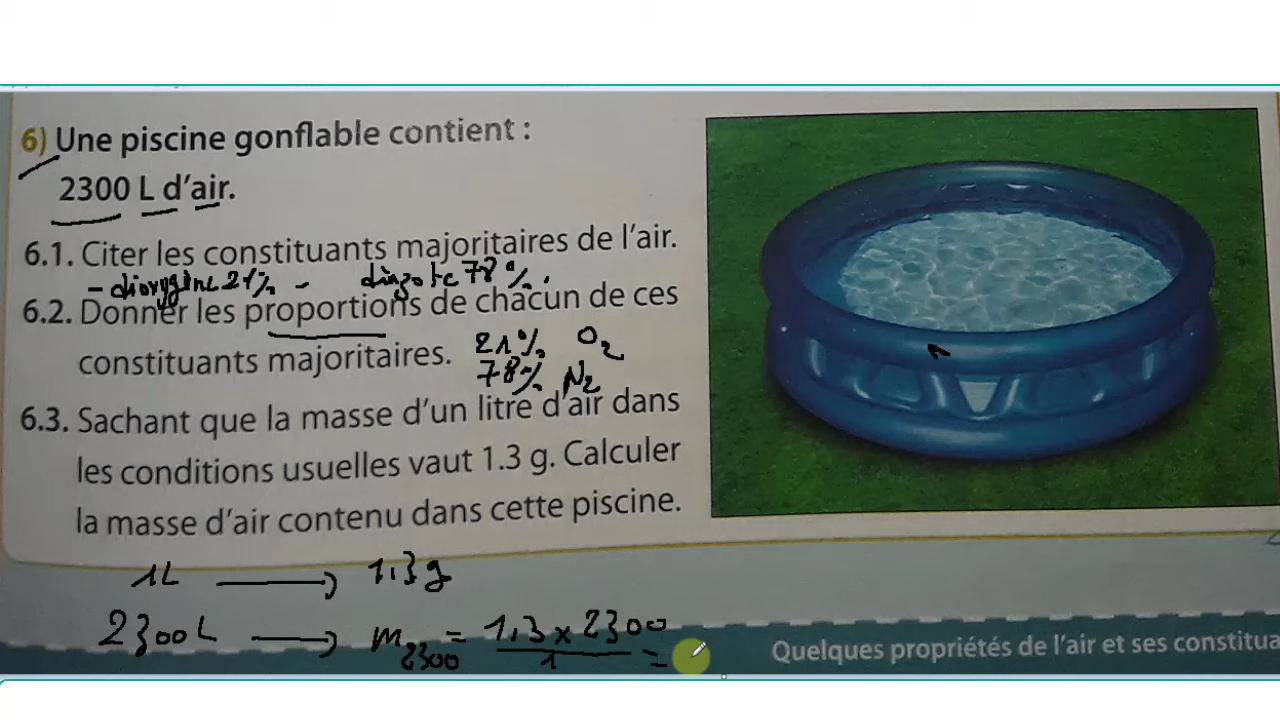 6) Une piscine gonflable contient :
2300 L d'air.
6.1. Citer les constituants majoritaires de l'air.
- dioxygène 21% - diazote 78%.
6.2. Donner les proportions de chacun de ces
constituants majoritaires. 21% O2
78% N2
6.3. Sachant que la masse d'un litre d'air dans
les conditions usuelles vaut 1.3 g. Calculer
la masse d'air contenu dans cette piscine.
1L → 1,3g
2300L → m2300 = 1,3 x 2300 / 1 =
Quelques propriétés de l'air et ses constitua